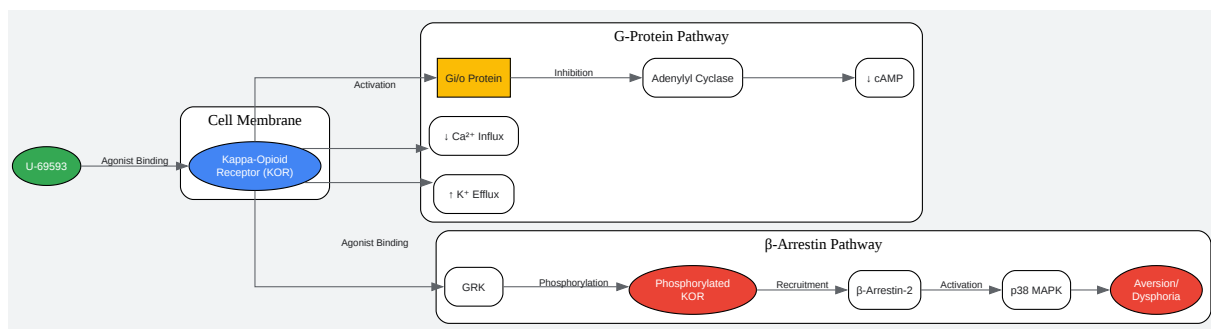 G-Protein Pathway
Gi/o Protein
Inhibition
Adenylyl Cyclase
↓ cAMP
Activation
Cell Membrane
↓ Ca²⁺ Influx
U-69593
Agonist Binding
Kappa-Opioid
Receptor (KOR)
↑ K⁺ Efflux
Agonist Binding
β-Arrestin Pathway
GRK
Phosphorylation
Phosphorylated
KOR
Recruitment
β-Arrestin-2
Activation
p38 MAPK
Aversion/
Dysphoria